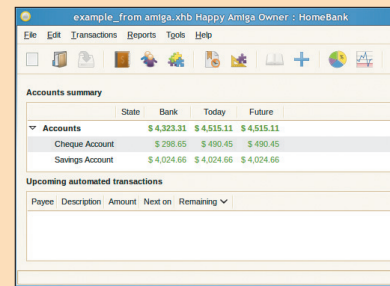 example_from amiga.xhb Happy Amiga Owner : HomeBank
File Edit Transactions Reports Tools Help
Accounts summary
State Bank Today Future
Accounts $ 4,323.31 $ 4,515.11 $ 4,515.11
Cheque Account $ 298.65 $ 490.45 $ 490.45
Savings Account $ 4,024.66 $ 4,024.66 $ 4,024.66
Upcoming automated transactions
Payee Description Amount Next on Remaining